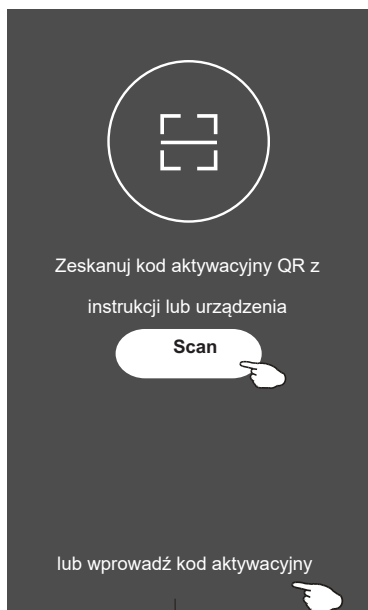 Zeskanuj kod aktywacyjny QR z
instrukcji lub urządzenia
Scan
lub wprowadź kod aktywacyjny